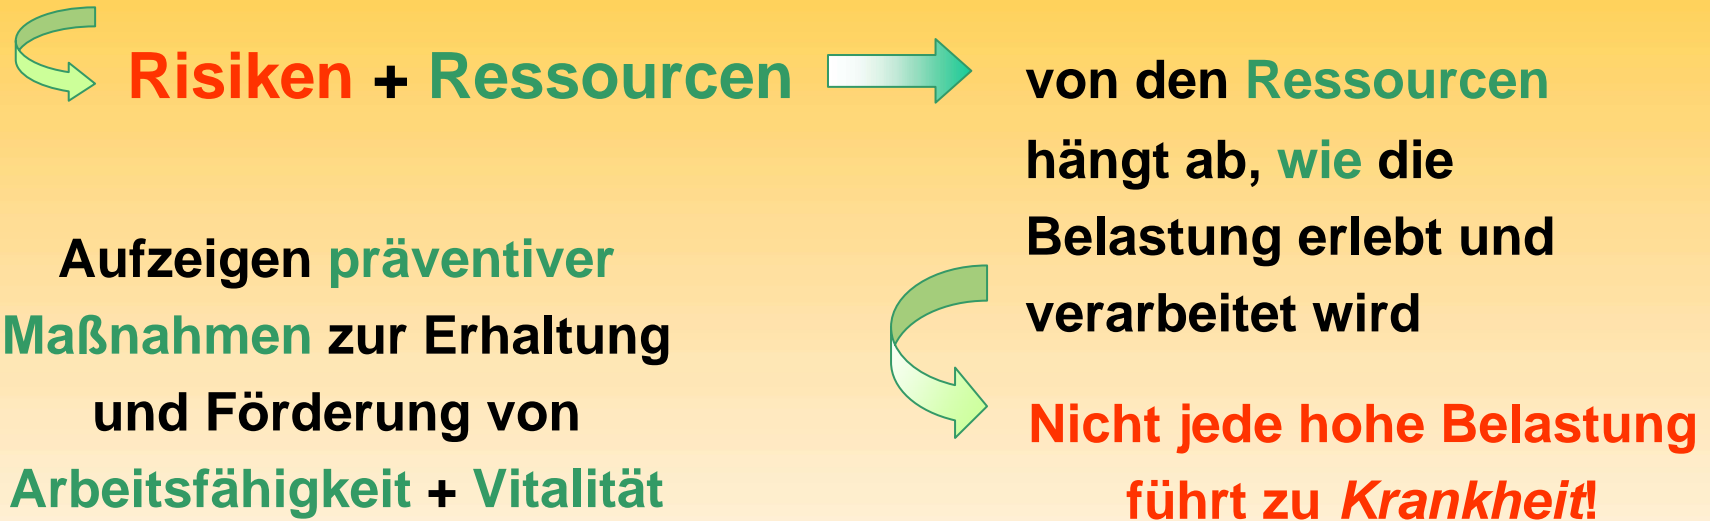 Risiken + Ressourcen
von den Ressourcen
hängt ab, wie die
Belastung erlebt und
verarbeitet wird
Aufzeigen präventiver
Maßnahmen zur Erhaltung
und Förderung von
Arbeitsfähigkeit + Vitalität
Nicht jede hohe Belastung
führt zu Krankheit!